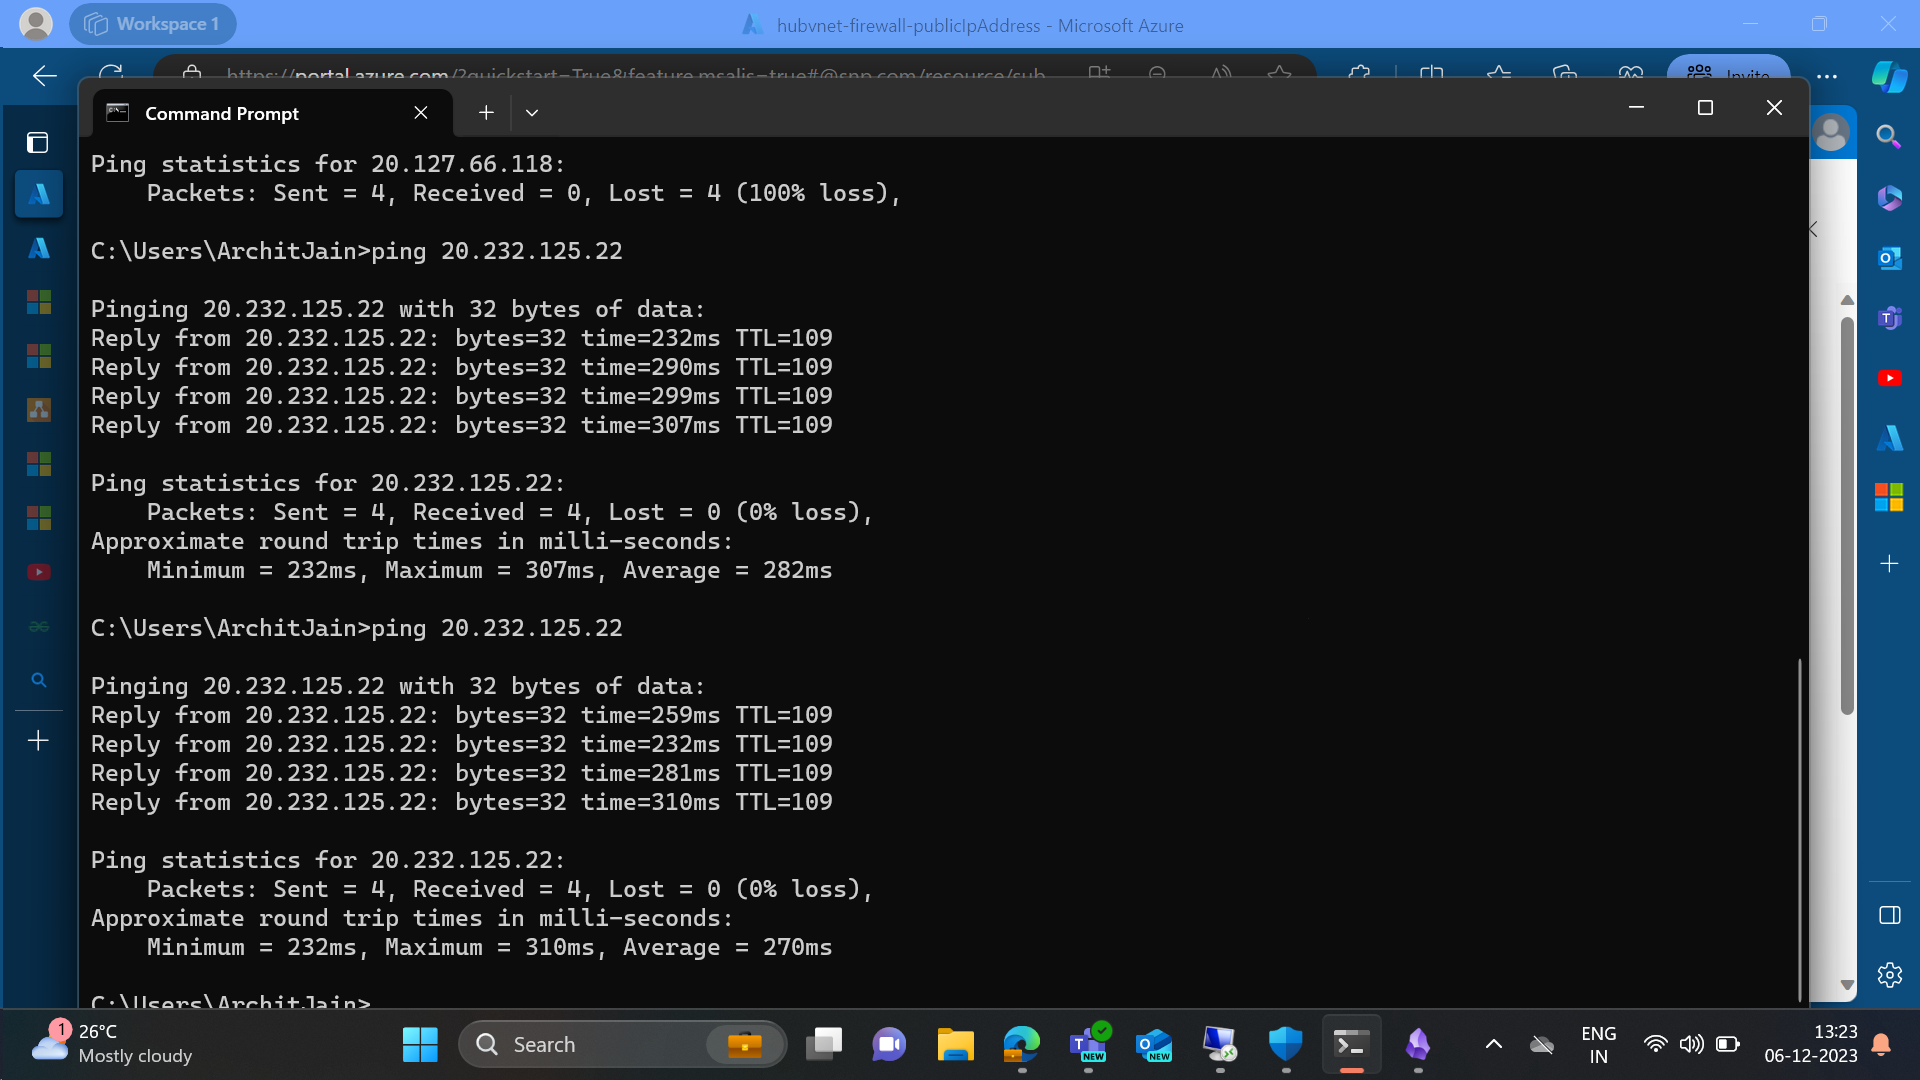 Workspace 1
hubvnet-firewall-publicIpAddress - Microsoft Azure
https://portal.azure.com/?quickstart=True&feature.msaljs=true#@snp.com/resource/sub
Invite
Command Prompt
Ping statistics for 20.127.66.118:
Packets: Sent = 4, Received = 0, Lost = 4 (100% loss),
C:\Users\ArchitJain>ping 20.232.125.22
Pinging 20.232.125.22 with 32 bytes of data:
Reply from 20.232.125.22: bytes=32 time=232ms TTL=109
Reply from 20.232.125.22: bytes=32 time=290ms TTL=109
Reply from 20.232.125.22: bytes=32 time=299ms TTL=109
Reply from 20.232.125.22: bytes=32 time=307ms TTL=109
Ping statistics for 20.232.125.22:
Packets: Sent = 4, Received = 4, Lost = 0 (0% loss),
Approximate round trip times in milli-seconds:
Minimum = 232ms, Maximum = 307ms, Average = 282ms
C:\Users\ArchitJain>ping 20.232.125.22
Pinging 20.232.125.22 with 32 bytes of data:
Reply from 20.232.125.22: bytes=32 time=259ms TTL=109
Reply from 20.232.125.22: bytes=32 time=232ms TTL=109
Reply from 20.232.125.22: bytes=32 time=281ms TTL=109
Reply from 20.232.125.22: bytes=32 time=310ms TTL=109
Ping statistics for 20.232.125.22:
Packets: Sent = 4, Received = 4, Lost = 0 (0% loss),
Approximate round trip times in milli-seconds:
Minimum = 232ms, Maximum = 310ms, Average = 270ms
C:\Users\ArchitJain>
1
26°C
Mostly cloudy
Search
NEW
NEW
ENG
IN
13:23
06-12-2023